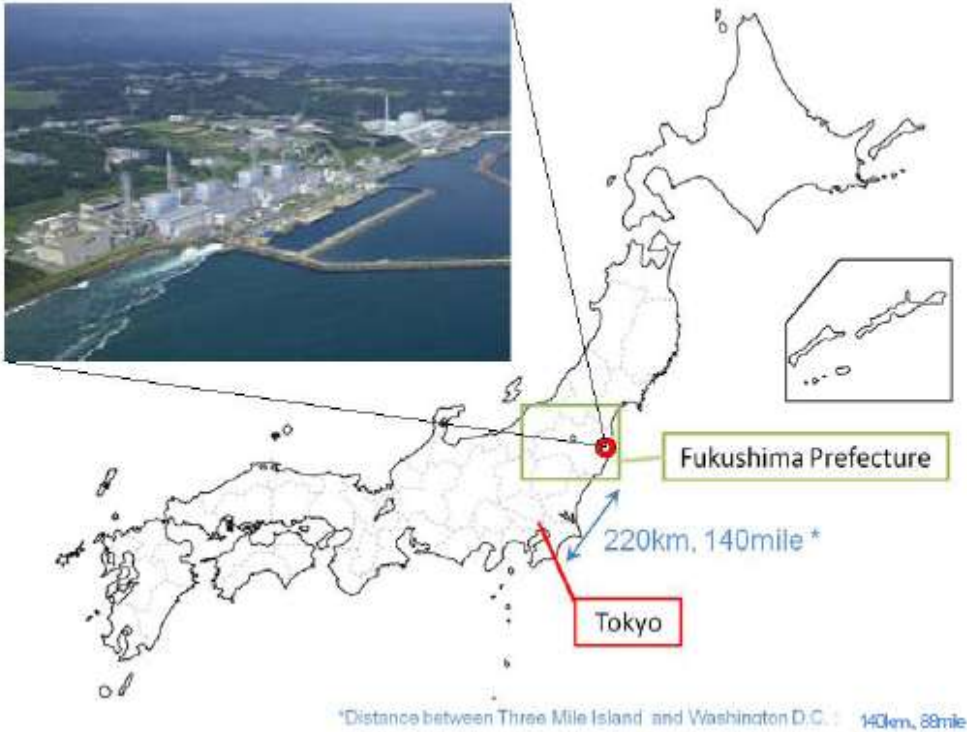 Fukushima Prefecture
220km, 140mile *
Tokyo
*Distance between Three Mile Island and Washington D.C. : 140km, 88mile